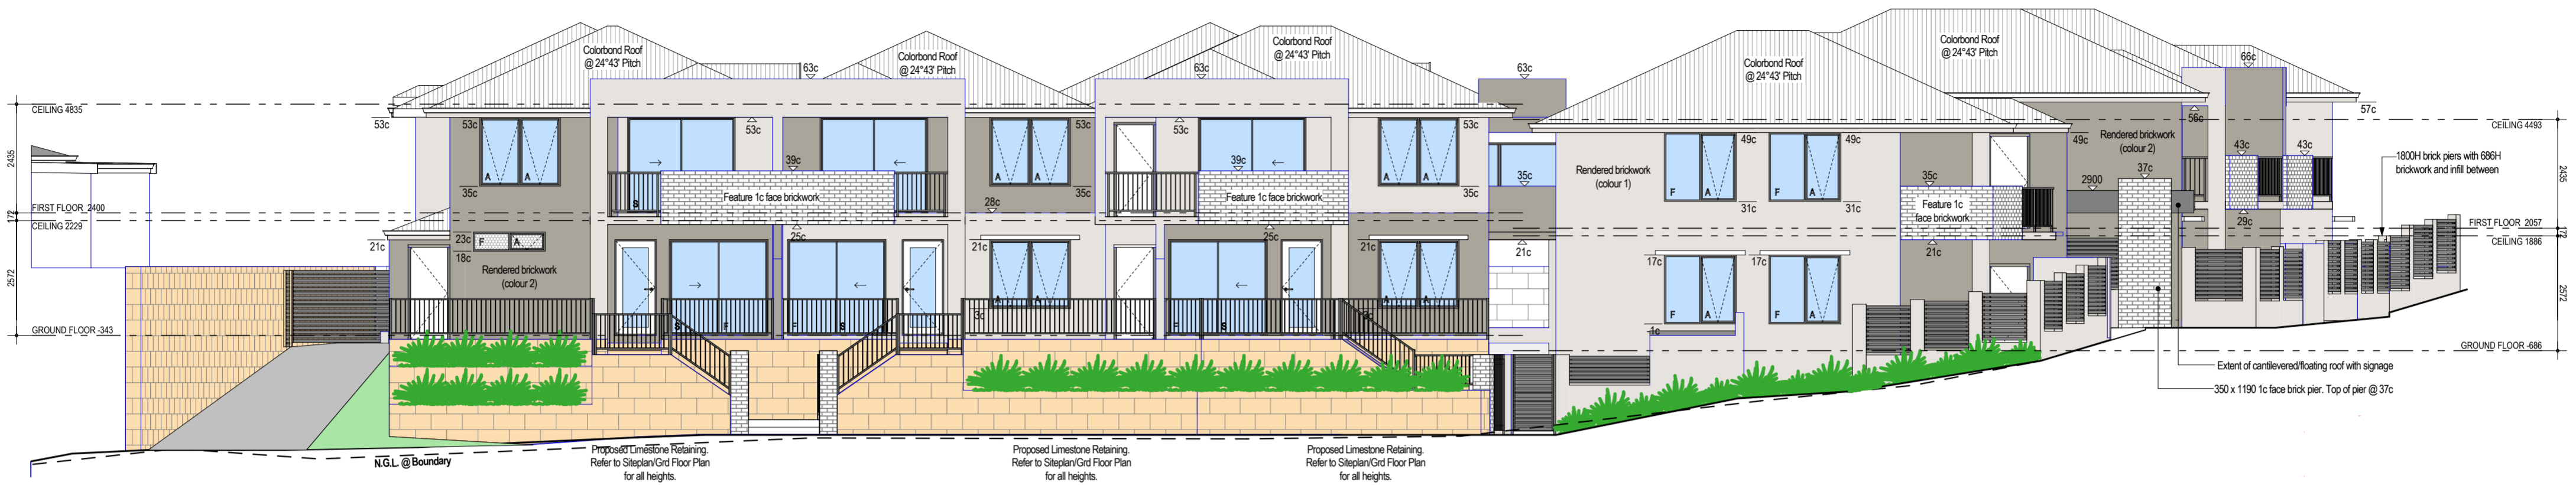 Colorbond Roof
@ 24°43' Pitch
63c
Colorbond Roof
@ 24°43' Pitch
63c
Colorbond Roof
@ 24°43' Pitch
63c
Colorbond Roof
@ 24°43' Pitch
Colorbond Roof
@ 24°43' Pitch
66c
CEILING 4835
53c
53c
53c
53c
53c
53c
49c
49c
49c
56c
57c
CEILING 4493
2435
Rendered brickwork
(colour 2)
43c
43c
1800H brick piers with 686H
brickwork and infill between
2435
A
A
39c
A
A
39c
A
A
35c
Rendered brickwork
(colour 1)
F
A
F
A
35c
37c
2900
35c
35c
35c
S
Feature 1c face brickwork
Feature 1c face brickwork
Feature 1c
face brickwork
FIRST FLOOR 2400
172
CEILING 2229
28c
31c
31c
29c
FIRST FLOOR 2057
172
CEILING 1886
21c
23c
F
A
18c
25c
21c
25c
21c
21c
21c
17c
17c
Rendered brickwork
(colour 2)
2572
2572
A
A
A
A
3c
3c
F
A
F
A
1c
S
F
F
S
F
S
GROUND FLOOR -343
GROUND FLOOR -686
Extent of cantilevered/floating roof with signage
350 x 1190 1c face brick pier. Top of pier @ 37c
N.G.L. @ Boundary
Proposed Limestone Retaining.
Refer to Siteplan/Grd Floor Plan
for all heights.
Proposed Limestone Retaining.
Refer to Siteplan/Grd Floor Plan
for all heights.
Proposed Limestone Retaining.
Refer to Siteplan/Grd Floor Plan
for all heights.